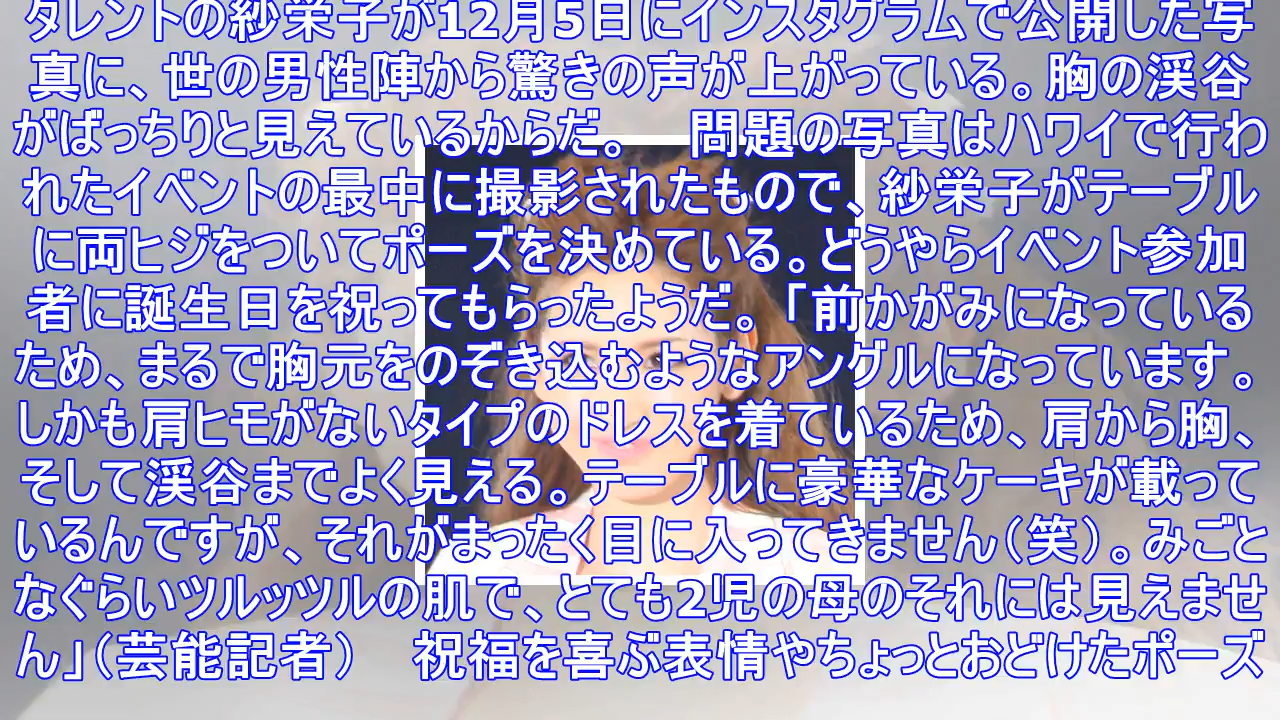 タレントの紗栄子が12月5日にインスタグラムで公開した写
真に、世の男性陣から驚きの声が上がっている。胸の渓谷
がばっちりと見えているからだ。　問題の写真はハワイで行わ
れたイベントの最中に撮影されたもので、紗栄子がテーブル
に両ヒジをついてポーズを決めている。どうやらイベント参加
者に誕生日を祝ってもらったようだ。「前かがみになっている
ため、まるで胸元をのぞき込むようなアングルになっています。
しかも肩ヒモがないタイプのドレスを着ているため、肩から胸、
そして渓谷までよく見える。テーブルに豪華なケーキが載って
いるんですが、それがまったく目に入ってきません（笑）。みごと
なぐらいツルッツルの肌で、とても2児の母のそれには見えませ
ん」（芸能記者）　祝福を喜ぶ表情やちょっとおどけたポーズ